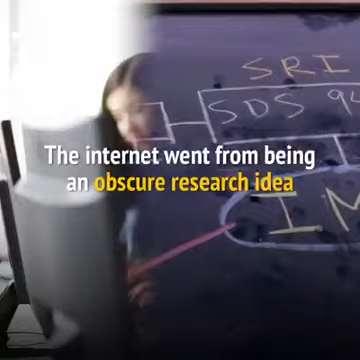 SRI
SDS 94
The internet went from being
an obscure research idea
IM